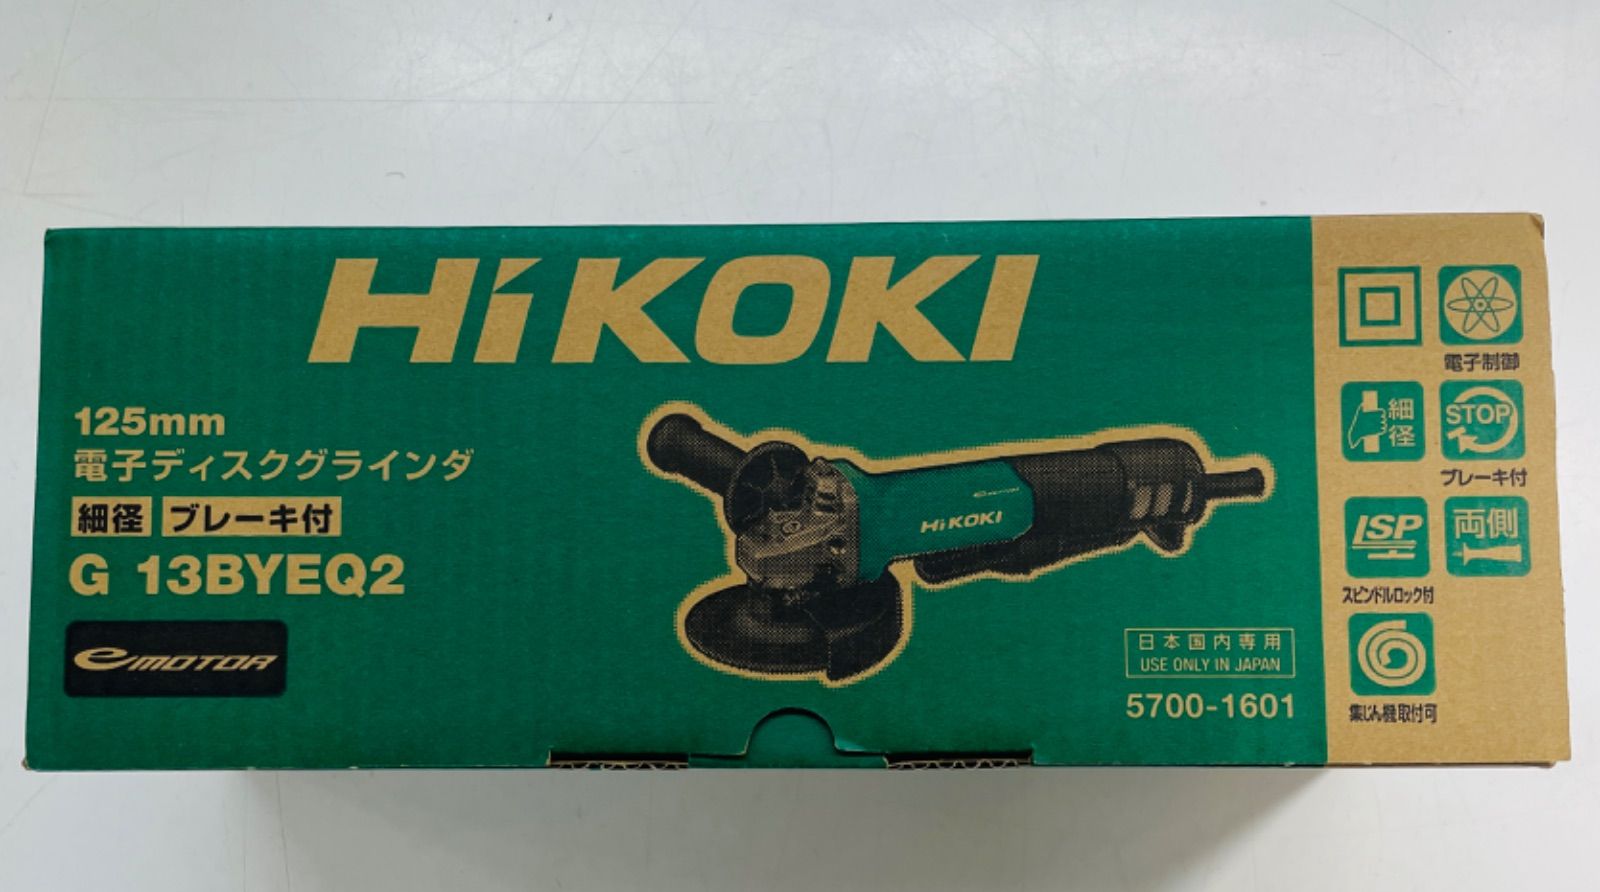 HiKOKI
125mm
電子ディスクグラインダ
細径 ブレーキ付
G 13BYEQ2
eMOTOR
HiKOKI
日本国内専用
USE ONLY IN JAPAN
5700-1601
電子制御
細径
STOP
ブレーキ付
LSP
両側
スピンドルロック付
集じん機取付可